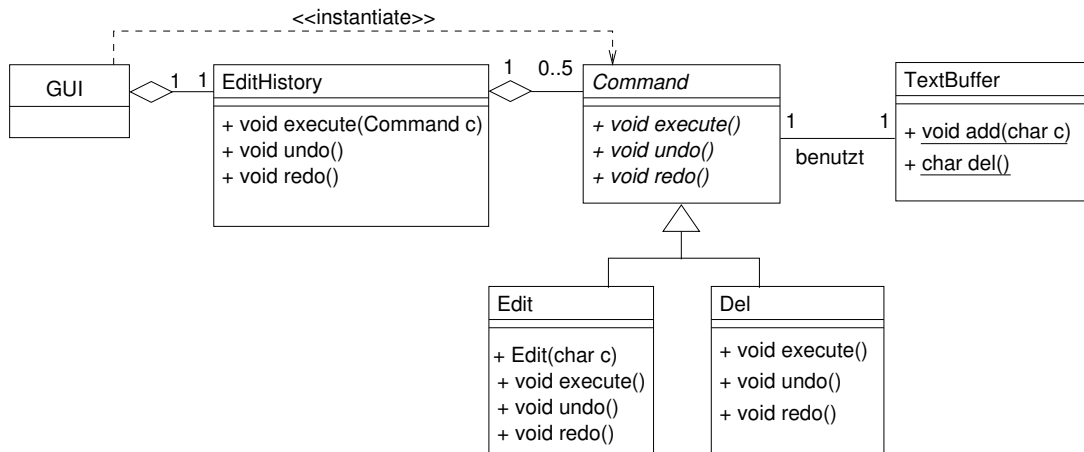 <<instantiate>>
GUI
1
1
EditHistory
+ void execute(Command c)
+ void undo()
+ void redo()
1
0..5
Command
+ void execute()
+ void undo()
+ void redo()
1
1
benutzt
TextBuffer
+ void add(char c)
+ char del()
Edit
+ Edit(char c)
+ void execute()
+ void undo()
+ void redo()
Del
+ void execute()
+ void undo()
+ void redo()